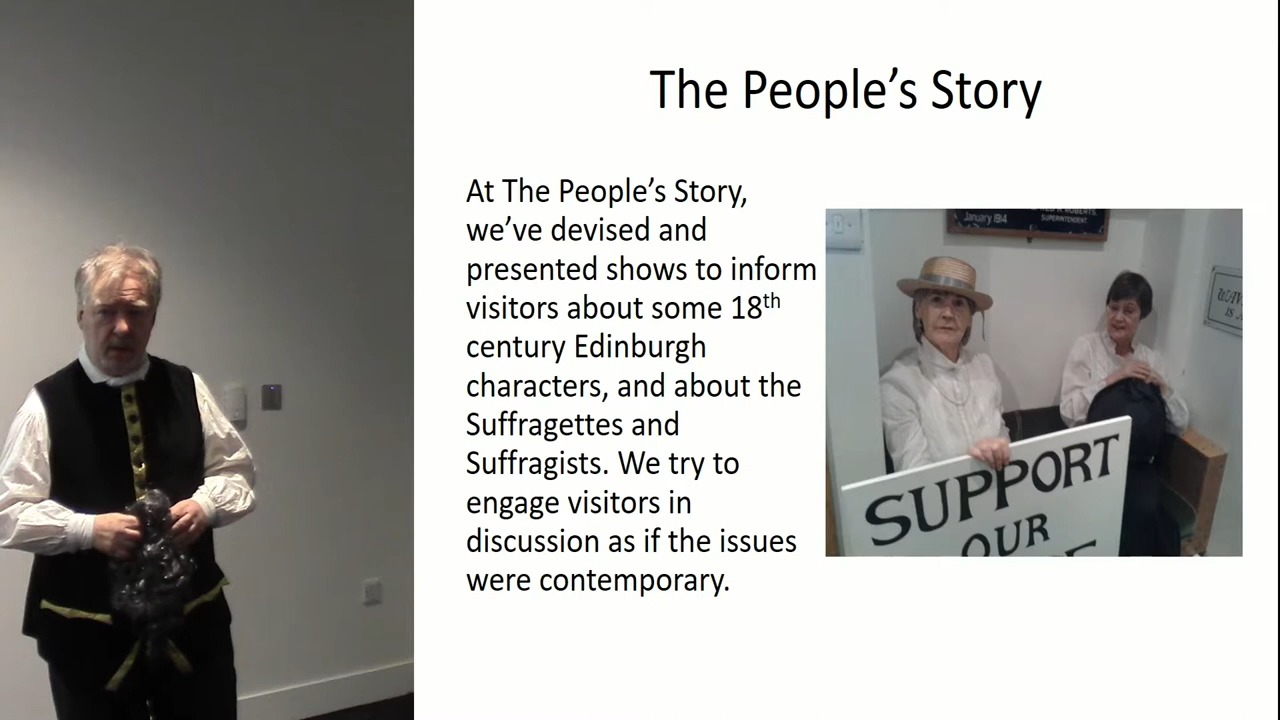 The People’s Story
At The People’s Story,
we’ve devised and
presented shows to inform
visitors about some 18th
century Edinburgh
characters, and about the
Suffragettes and
Suffragists. We try to
engage visitors in
discussion as if the issues
were contemporary.
January 1914
ROBERTS,
SUPERINTENDENT.
SUPPORT
OUR